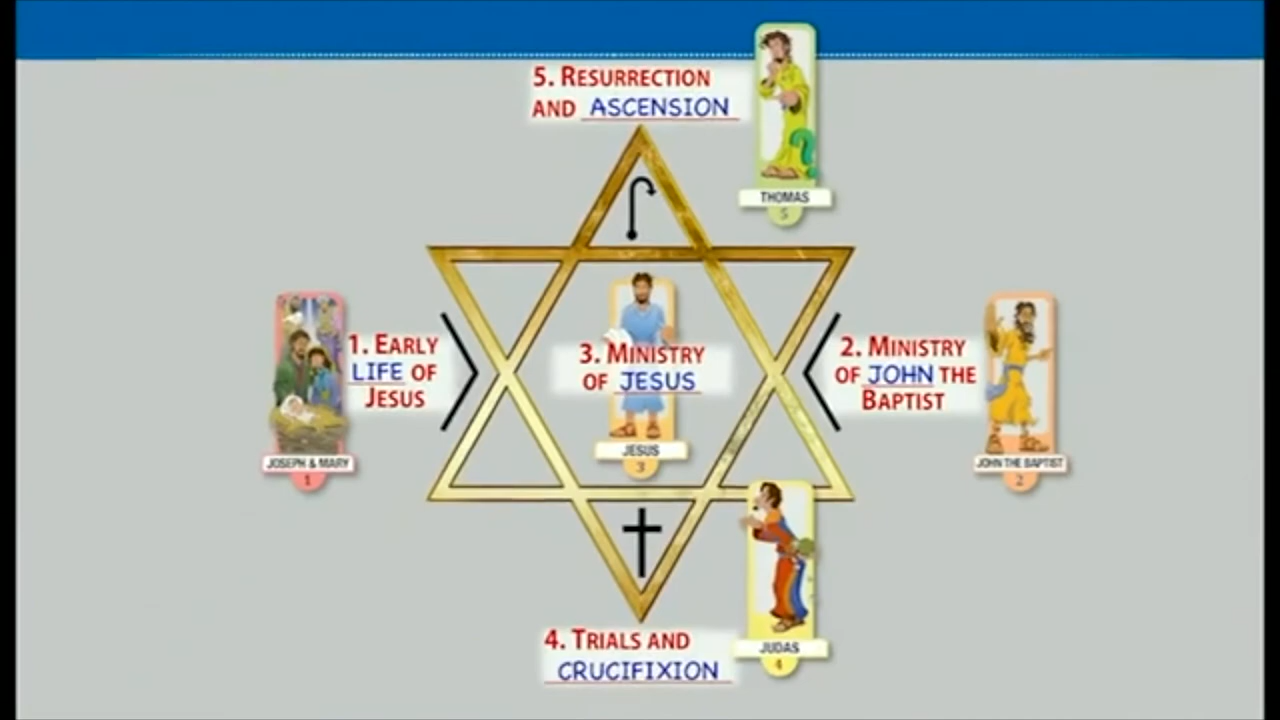 5. RESURRECTION
AND ASCENSION
THOMAS
5
1. EARLY
LIFE OF
JESUS
JOSEPH & MARY
1
3. MINISTRY
OF JESUS
JESUS
3
2. MINISTRY
OF JOHN THE
BAPTIST
JOHN THE BAPTIST
2
4. TRIALS AND
CRUCIFIXION
JUDAS
4